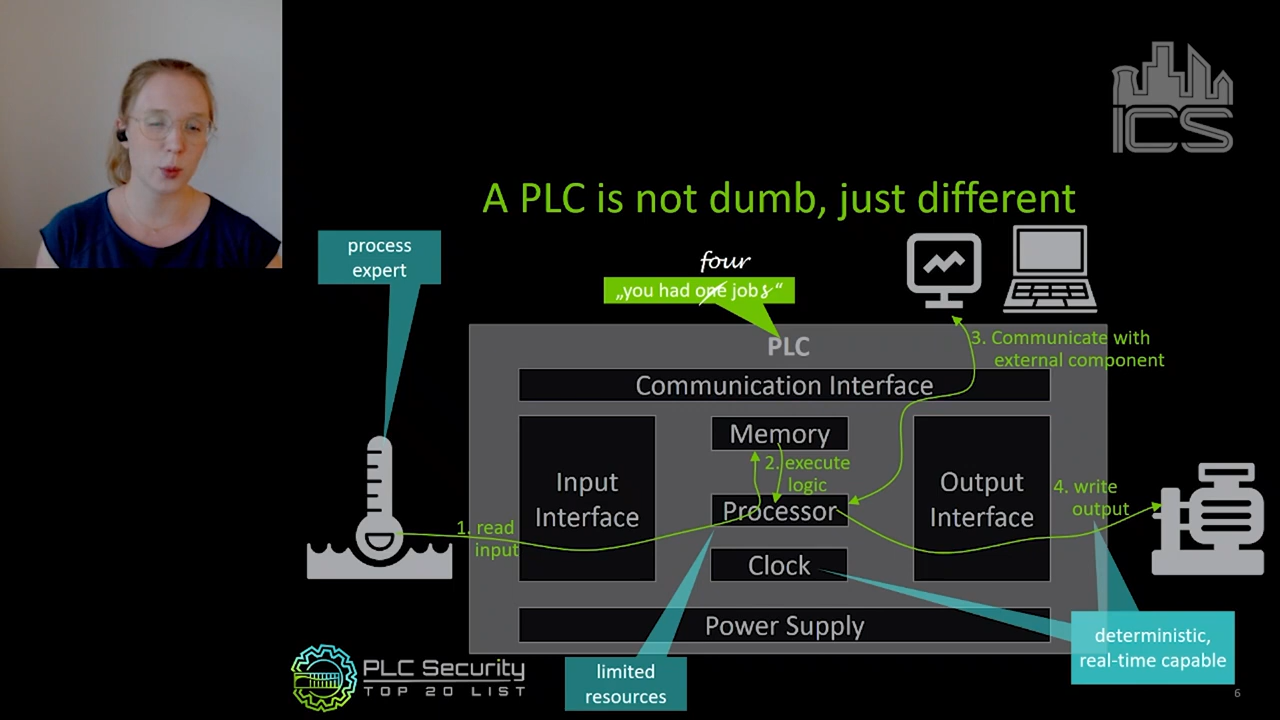 ICS
A PLC is not dumb, just different
process
expert
four
„you had one jobs“
PLC
3. Communicate with
external component
Communication Interface
Memory
2. execute
logic
Input
Interface
Processor
Output
Interface
4. write
output
1. read
input
Clock
Power Supply
deterministic,
real-time capable
limited
resources
PLC Security
TOP 20 LIST
6